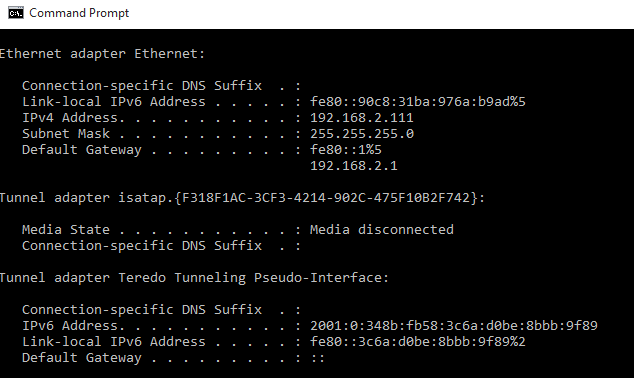 Command Prompt
Ethernet adapter Ethernet:
Connection-specific DNS Suffix  . :
Link-local IPv6 Address . . . . . : fe80::90c8:31ba:976a:b9ad%5
IPv4 Address. . . . . . . . . . . : 192.168.2.111
Subnet Mask . . . . . . . . . . . : 255.255.255.0
Default Gateway . . . . . . . . . : fe80::1%5
192.168.2.1
Tunnel adapter isatap.{F318F1AC-3CF3-4214-902C-475F10B2F742}:
Media State . . . . . . . . . . . : Media disconnected
Connection-specific DNS Suffix  . :
Tunnel adapter Teredo Tunneling Pseudo-Interface:
Connection-specific DNS Suffix  . :
IPv6 Address. . . . . . . . . . . : 2001:0:348b:fb58:3c6a:d0be:8bbb:9f89
Link-local IPv6 Address . . . . . : fe80::3c6a:d0be:8bbb:9f89%2
Default Gateway . . . . . . . . . : ::